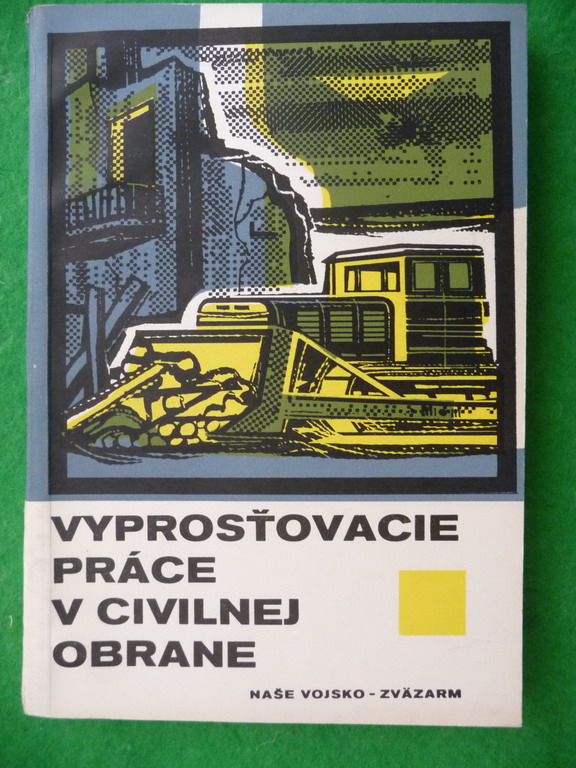 VYPROSŤOVACIE
PRÁCE
V CIVILNEJ
OBRANE
NAŠE VOJSKO - ZVÄZARM